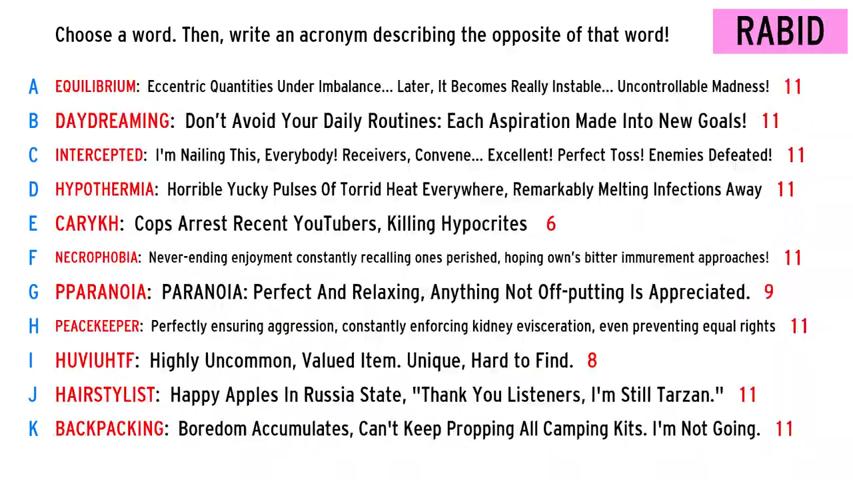 Choose a word. Then, write an acronym describing the opposite of that word!
RABID
A EQUILIBRIUM: Eccentric Quantities Under Imbalance... Later, It Becomes Really Instable... Uncontrollable Madness! 11
B DAYDREAMING: Don't Avoid Your Daily Routines: Each Aspiration Made Into New Goals! 11
C INTERCEPTED: I'm Nailing This, Everybody! Receivers, Convene... Excellent! Perfect Toss! Enemies Defeated! 11
D HYPOTHERMIA: Horrible Yucky Pulses Of Torrid Heat Everywhere, Remarkably Melting Infections Away 11
E CARYKH: Cops Arrest Recent YouTubers, Killing Hypocrites 6
F NECROPHOBIA: Never-ending enjoyment constantly recalling ones perished, hoping own's bitter immurement approaches! 11
G PPARANOIA: PARANOIA: Perfect And Relaxing, Anything Not Off-putting Is Appreciated. 9
H PEACEKEEPER: Perfectly ensuring aggression, constantly enforcing kidney evisceration, even preventing equal rights 11
I HUVIUHTF: Highly Uncommon, Valued Item. Unique, Hard to Find. 8
J HAIRSTYLIST: Happy Apples In Russia State, "Thank You Listeners, I'm Still Tarzan." 11
K BACKPACKING: Boredom Accumulates, Can't Keep Propping All Camping Kits. I'm Not Going. 11